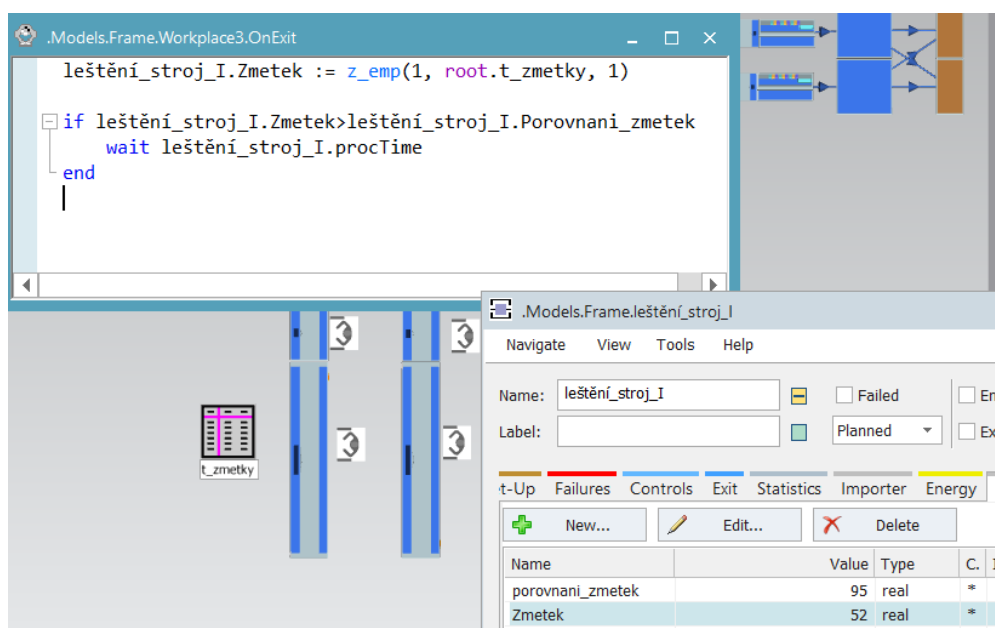 .Models.Frame.Workplace3.OnExit
leštění_stroj_I.Zmetek := z_emp(1, root.t_zmetky, 1)
if leštění_stroj_I.Zmetek>leštění_stroj_I.Porovnani_zmetek
wait leštění_stroj_I.procTime
end
t_zmetky
.Models.Frame.leštění_stroj_I
Navigate View Tools Help
Name: leštění_stroj_I Failed En
Label: Planned Ex
t-Up Failures Controls Exit Statistics Importer Energy
New... Edit... Delete
Name Value Type C. I
porovnani_zmetek 95 real *
Zmetek 52 real *